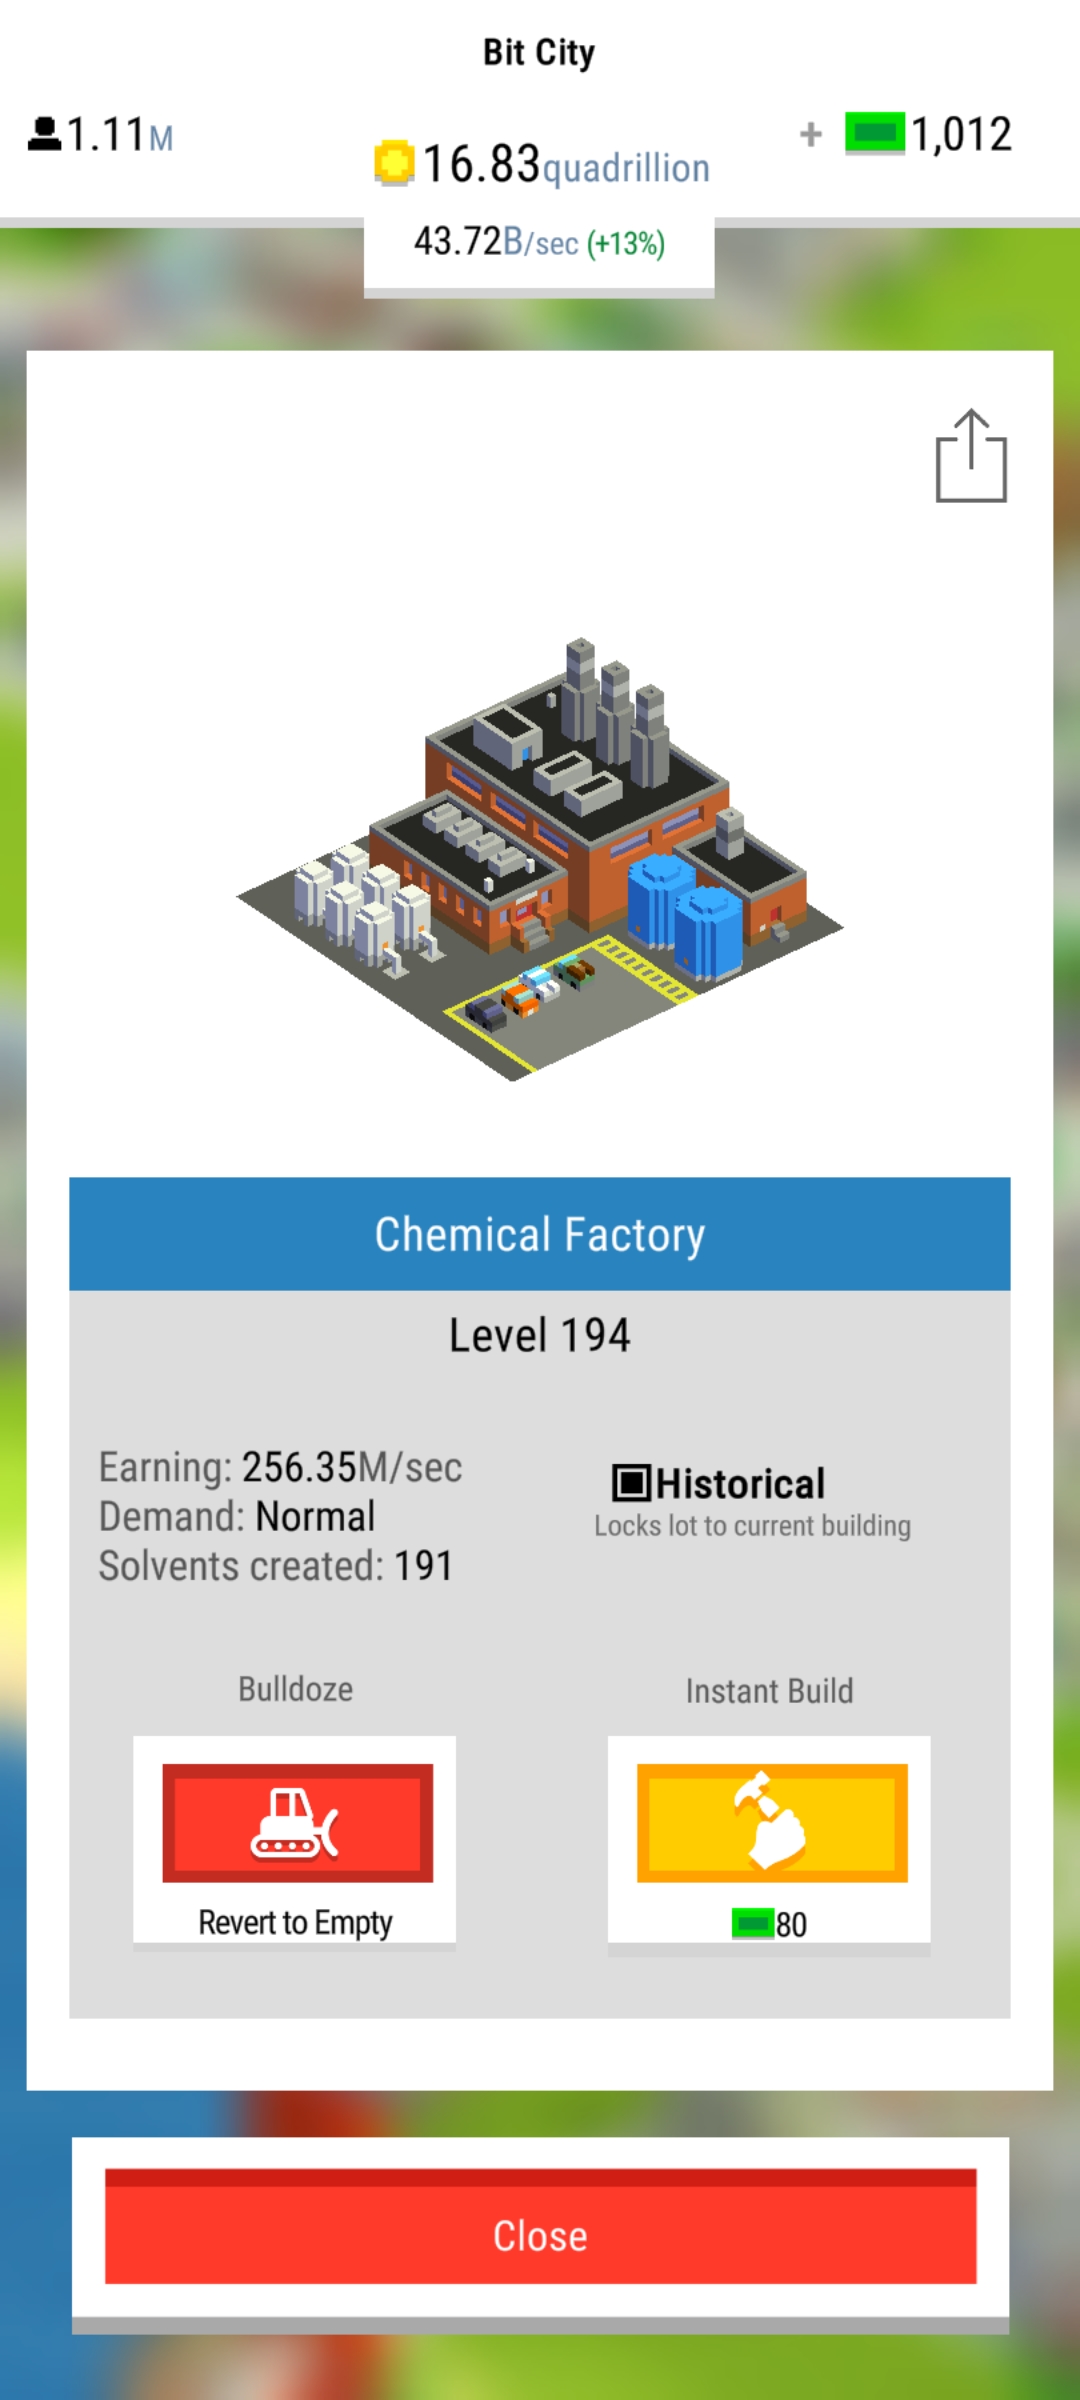 Bit City
1.11M
16.83quadrillion
+ 1,012
43.72B/sec (+13%)
Chemical Factory
Level 194
Earning: 256.35M/sec
Demand: Normal
Solvents created: 191
Historical
Locks lot to current building
Bulldoze
Instant Build
Revert to Empty
80
Close